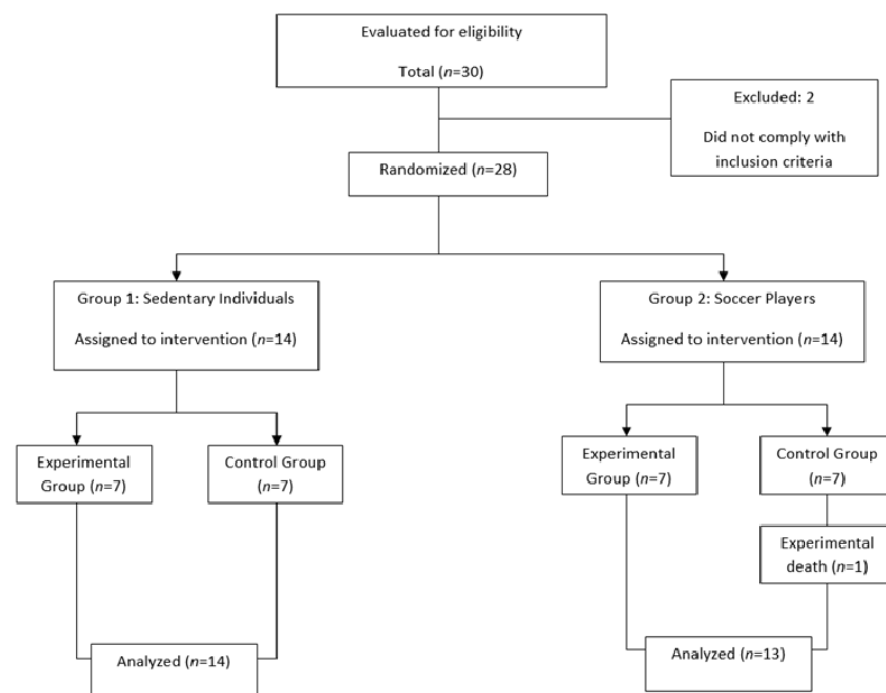 Evaluated for eligibility
Total (n=30)
Excluded: 2
Did not comply with
inclusion criteria
Randomized (n=28)
Group 1: Sedentary Individuals
Assigned to intervention (n=14)
Group 2: Soccer Players
Assigned to intervention (n=14)
Experimental
Group (n=7)
Control Group
(n=7)
Experimental
Group (n=7)
Control Group
(n=7)
Experimental
death (n=1)
Analyzed (n=14)
Analyzed (n=13)